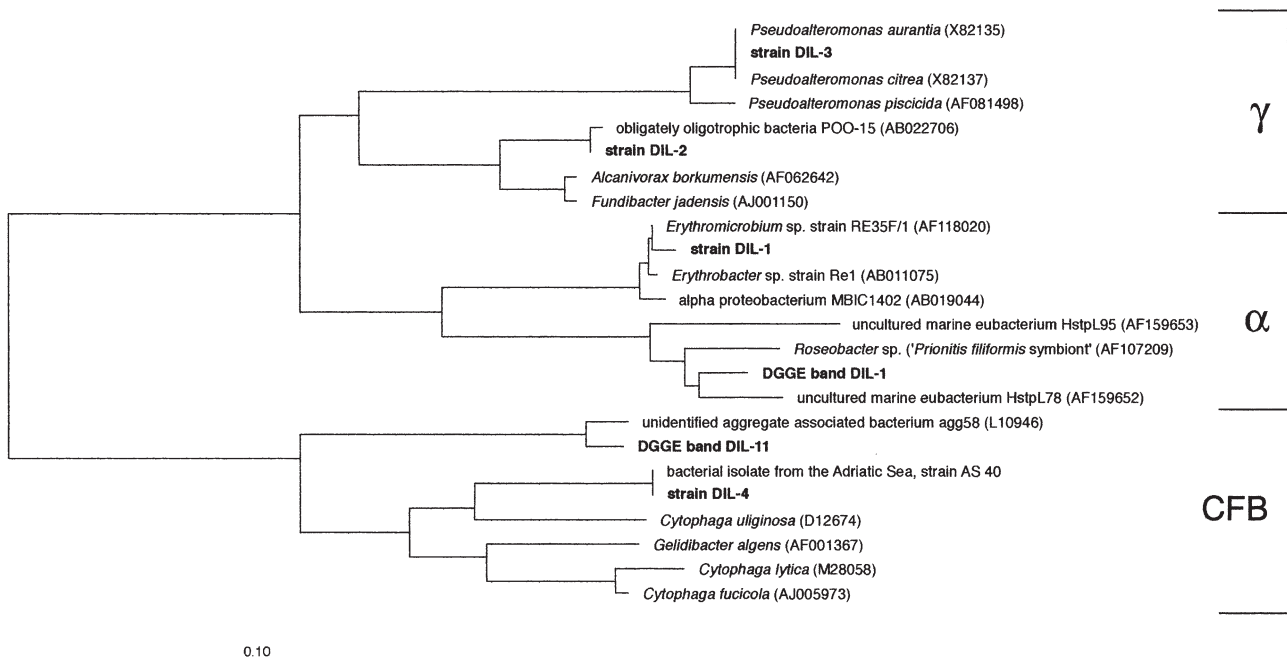 Pseudoalteromonas aurantia (X82135)
strain DIL-3
Pseudoalteromonas citrea (X82137)
Pseudoalteromonas piscicida (AF081498)
γ
obligately oligotrophic bacteria POO-15 (AB022706)
strain DIL-2
Alcanivorax borkumensis (AF062642)
Fundibacter jadensis (AJ001150)
Erythromicrobium sp. strain RE35F/1 (AF118020)
strain DIL-1
Erythrobacter sp. strain Re1 (AB011075)
alpha proteobacterium MBIC1402 (AB019044)
α
uncultured marine eubacterium HstpL95 (AF159653)
Roseobacter sp. ('Prionitis filiformis symbiont' (AF107209)
DGGE band DIL-1
uncultured marine eubacterium HstpL78 (AF159652)
unidentified aggregate associated bacterium agg58 (L10946)
DGGE band DIL-11
bacterial isolate from the Adriatic Sea, strain AS 40
strain DIL-4
CFB
Cytophaga uliginosa (D12674)
Gelidibacter algens (AF001367)
Cytophaga lytica (M28058)
Cytophaga fucicola (AJ005973)
0.10